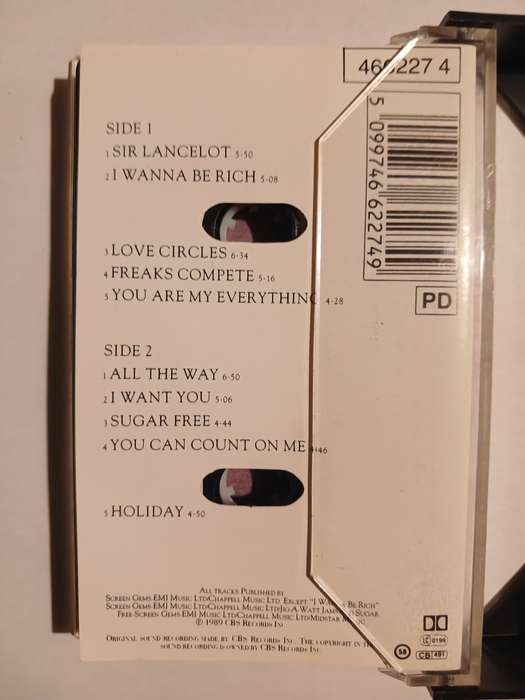 466227 4
5 099746 622749
PD
SIDE 1
1 SIR LANCELOT 5·50
2 I WANNA BE RICH 5·08
3 LOVE CIRCLES 6·34
4 FREAKS COMPETE 5·16
5 YOU ARE MY EVERYTHING 4·28
SIDE 2
1 ALL THE WAY 6·50
2 I WANT YOU 5·06
3 SUGAR FREE 4·44
4 YOU CAN COUNT ON ME 4·46
5 HOLIDAY 4·50
ALL TRACKS PUBLISHED BY
SCREEN GEMS-EMI MUSIC LTD/CHAPPELL MUSIC LTD. EXCEPT "I WANNA BE RICH"
SCREEN GEMS-EMI MUSIC LTD/CHAPPELL MUSIC LTD/JIG-A-WATT JAMS SUGAR
FREE SCREEN GEMS-EMI MUSIC LTD/CHAPPELL MUSIC LTD/MIDSTAR MUSIC
℗ 1989 CBS RECORDS INC
ORIGINAL SOUND RECORDING MADE BY CBS RECORDS INC. THE COPYRIGHT IN THIS
SOUND RECORDING IS OWNED BY CBS RECORDS INC.
LC 0199
58
CB 491